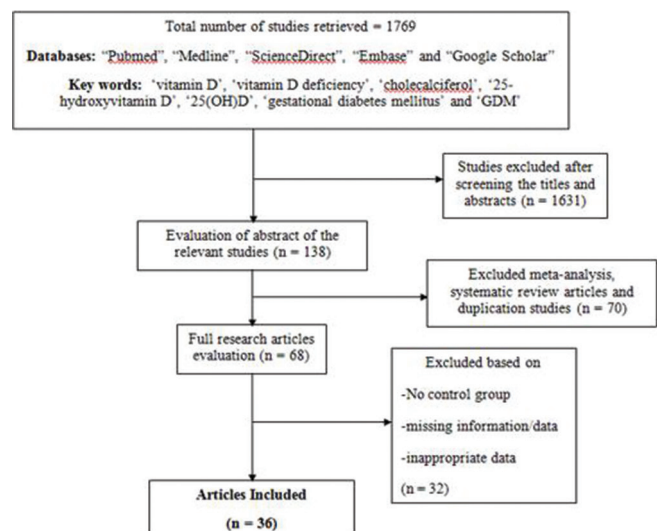 Total number of studies retrieved = 1769
Databases: “Pubmed”, “Medline”, “ScienceDirect”, “Embase” and “Google Scholar”
Key words: ‘vitamin D’, ‘vitamin D deficiency’, ‘cholecalciferol’, ‘25-
hydroxyvitamin D’, ‘25(OH)D’, ‘gestational diabetes mellitus’ and ‘GDM’
Studies excluded after
screening the titles and
abstracts (n = 1631)
Evaluation of abstract of the
relevant studies (n = 138)
Excluded meta-analysis,
systematic review articles and
duplication studies (n = 70)
Full research articles
evaluation (n = 68)
Excluded based on
-No control group
-missing information/data
-inappropriate data
(n = 32)
Articles Included
(n = 36)